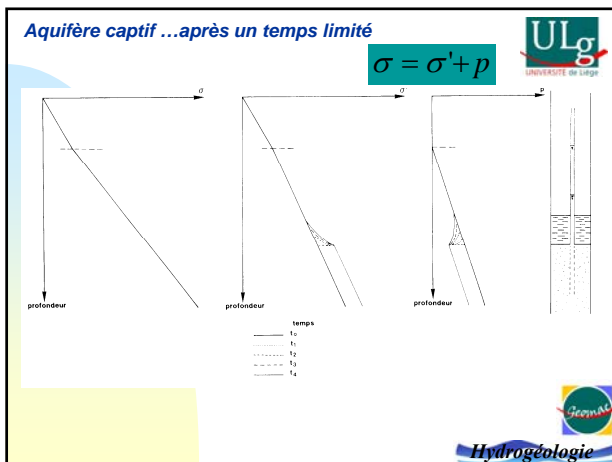 Aquifère captif …après un temps limité
σ = σ'+ p
ULg
UNIVERSITÉ de Liège
σ
σ
P
profondeur
profondeur
profondeur
temps
t₀
t₁
t₂
t₃
t₄
Geomac
Hydrogéologie